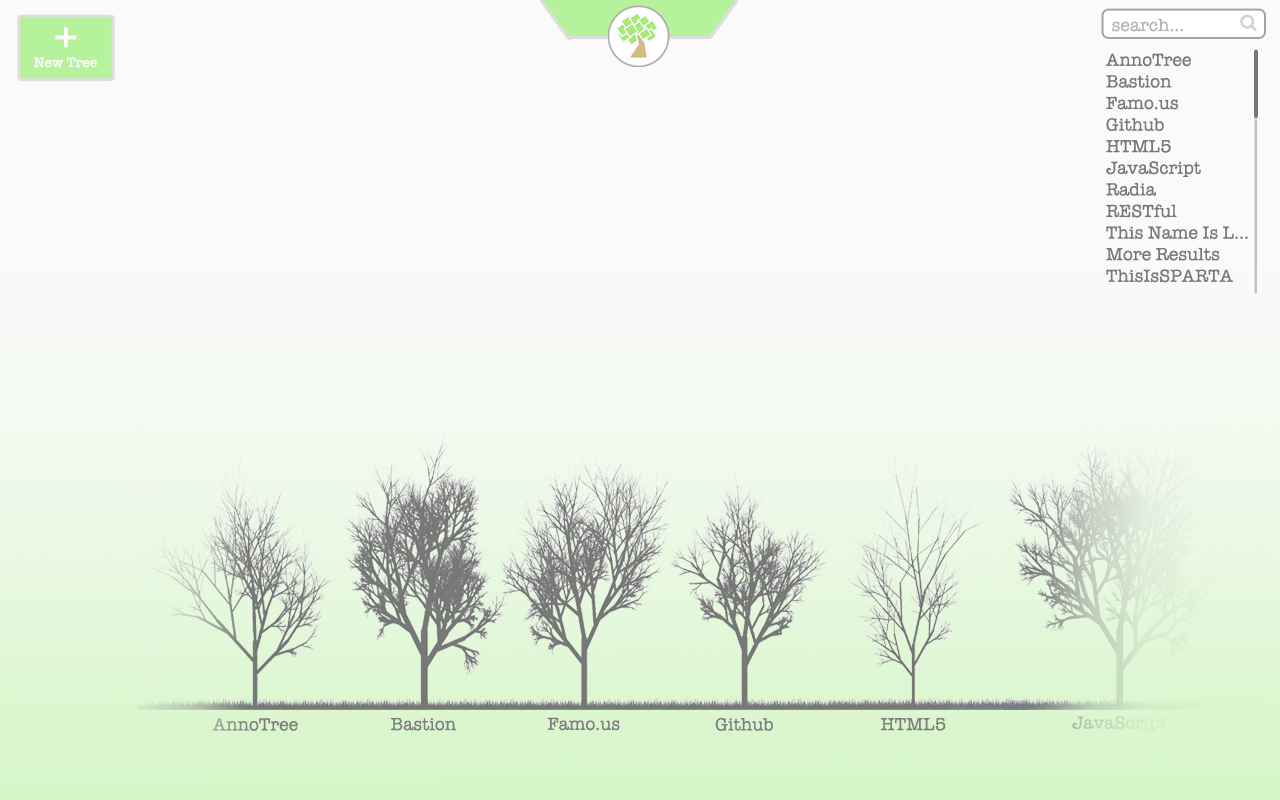 New Tree
search...
AnnoTree
Bastion
Famo.us
Github
HTML5
JavaScript
Radia
RESTful
This Name Is L...
More Results
ThisIsSPARTA
AnnoTree
Bastion
Famo.us
Github
HTML5
JavaScript